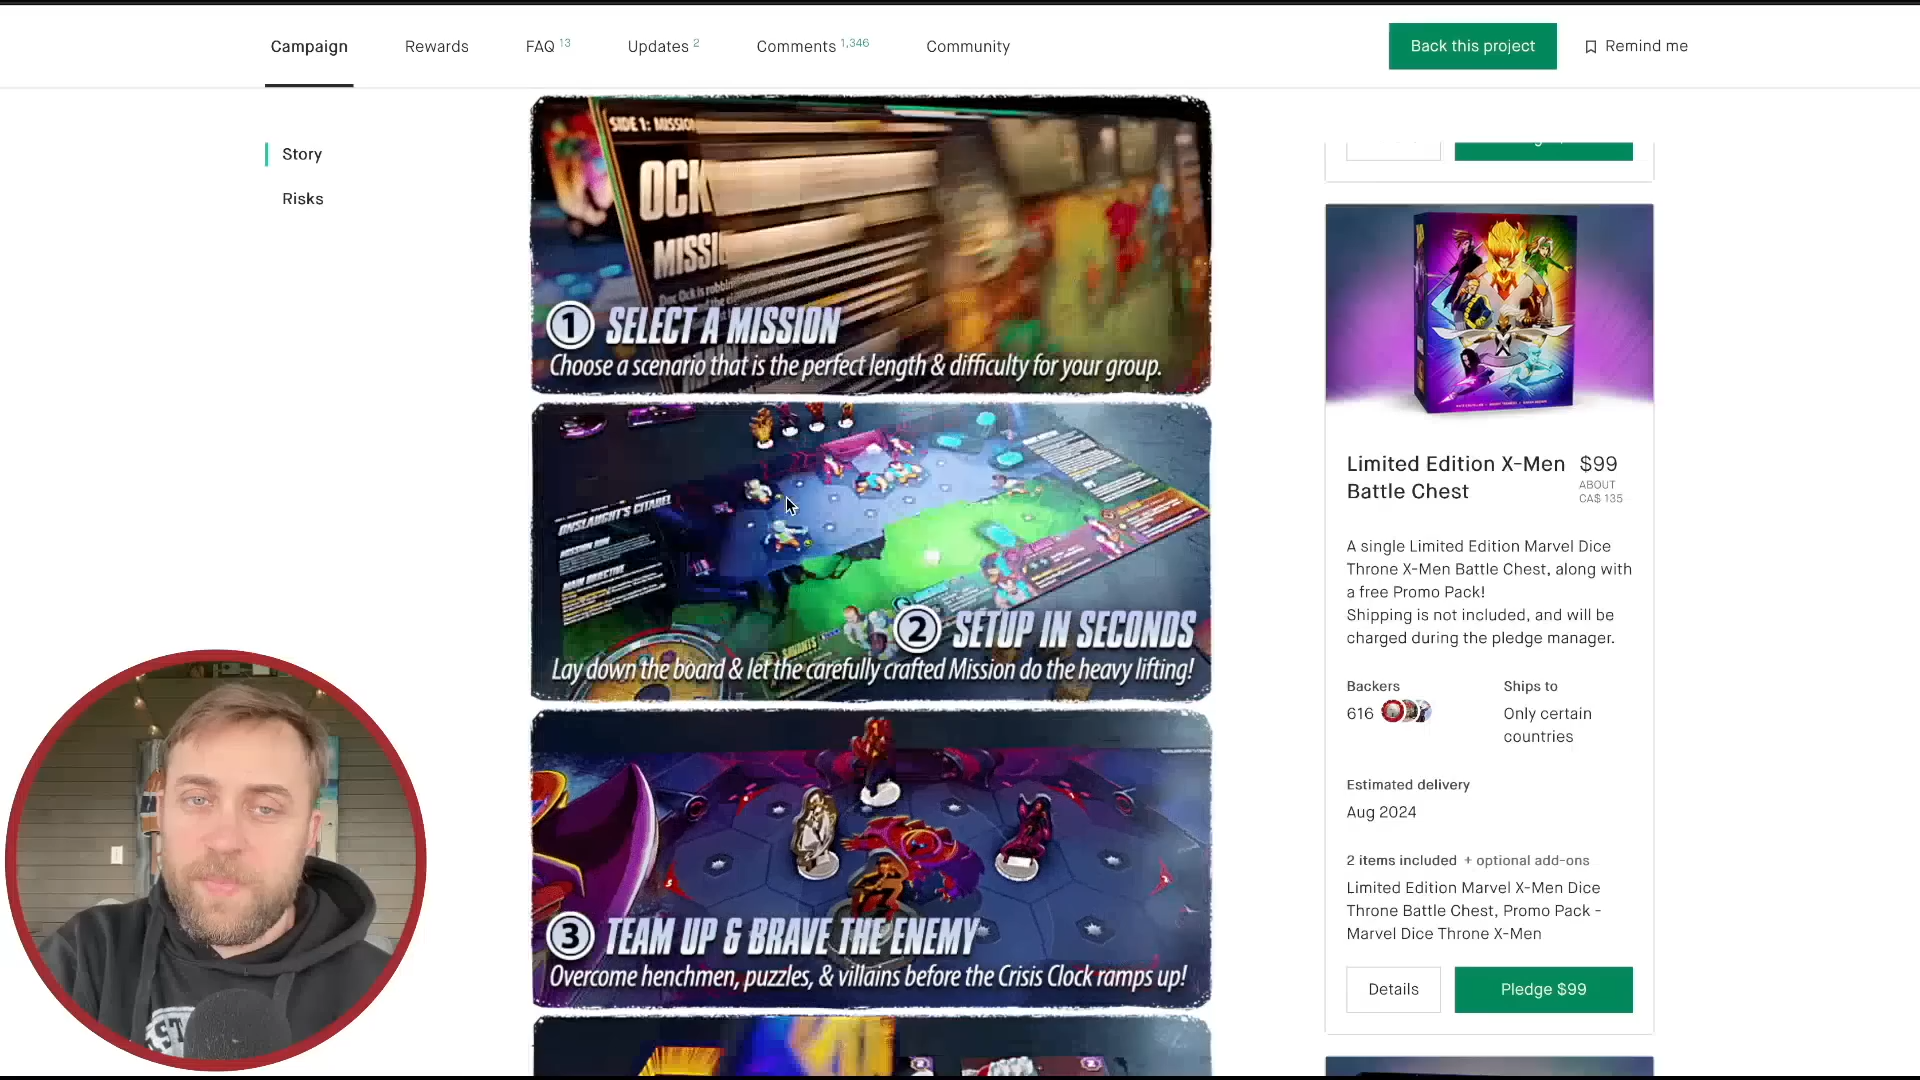 Campaign
Rewards
FAQ 13
Updates 2
Comments 1,346
Community
Back this project
Remind me
Story
Risks
SIDE 1: MISSION
OCK
MISSI
1 SELECT A MISSION
Choose a scenario that is the perfect length & difficulty for your group.
ONSLAUGHT'S CITADEL
MAIN OBJECTIVE
SAVANTS
2 SETUP IN SECONDS
Lay down the board & let the carefully crafted Mission do the heavy lifting!
3 TEAM UP & BRAVE THE ENEMY
Overcome henchmen, puzzles, & villains before the Crisis Clock ramps up!
Limited Edition X-Men
Battle Chest
$99
ABOUT
CA$ 135
A single Limited Edition Marvel Dice
Throne X-Men Battle Chest, along with
a free Promo Pack!
Shipping is not included, and will be
charged during the pledge manager.
Backers
616
Ships to
Only certain
countries
Estimated delivery
Aug 2024
2 items included + optional add-ons
Limited Edition Marvel X-Men Dice
Throne Battle Chest, Promo Pack -
Marvel Dice Throne X-Men
Details
Pledge $99